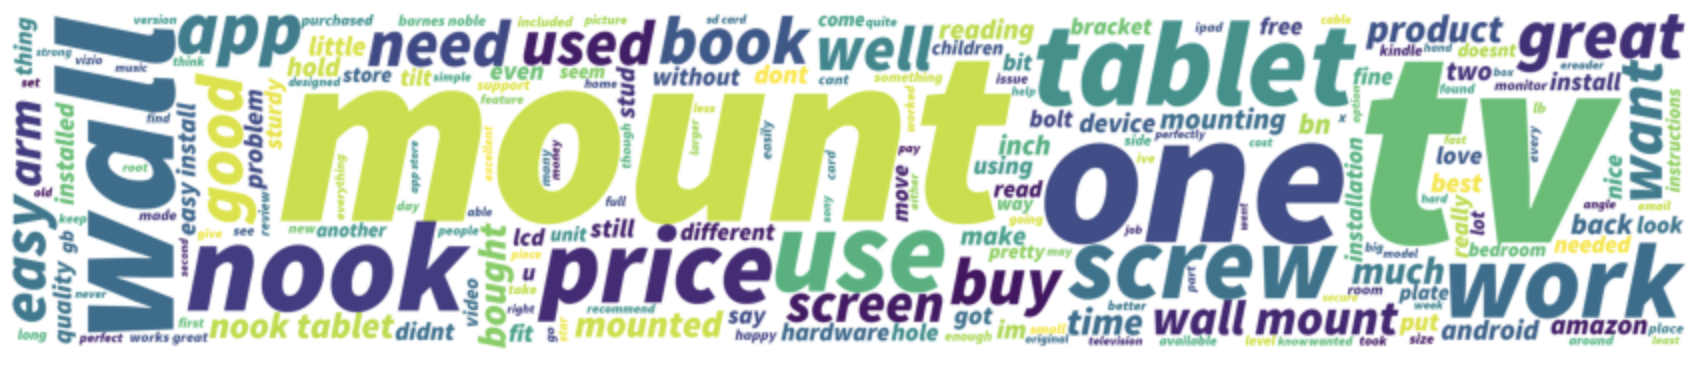 thing
version
app
purchased
barnes noble
included
picture
sd card
come
quite
reading
bracket
ipod
free
cable
product
great
strong
vizio
music
think
little
need
used
book
well
children
tablet
kindle
hand
doesnt
set
wall
hold
designed
store
tilt
simple
even
seem
without
dont
cant
something
bit
issue
fine
two
box
ereader
monitor
install
arm
installed
find
easy install
good
problem
sturdy
support
feature
home
stud
less
larger
worked
help
option
found
want
root
review
mount
though
easily
bolt
device
mounting
bn
x
tv
lb
every
instructions
everything
app store
excellent
many
money
card
pay
inch
using
side
perfectly
ive
cost
one
fast
love
best
nice
old
easy
keep
made
give
see
day
able
full
sony
move
either
read
way
going
job
went
installation
hard
really
lot
angle
email
gb
second
new
another
people
bought
lcd
unit
still
different
use
make
pretty
may
big
model
bedroom
back
look
needed
quality
never
nook
video
u
piece
take
price
screen
buy
screw
part
much
room
plate
week
work
long
perfect
works great
first
nook tablet
didnt
right
fit
go
star
recommend
mounted
say
happy
hardware
hole
got
enough
im
small
original
time
better
television
secure
wall mount
available
level
know
wanted
took
put
size
android
amazon
place
around
least